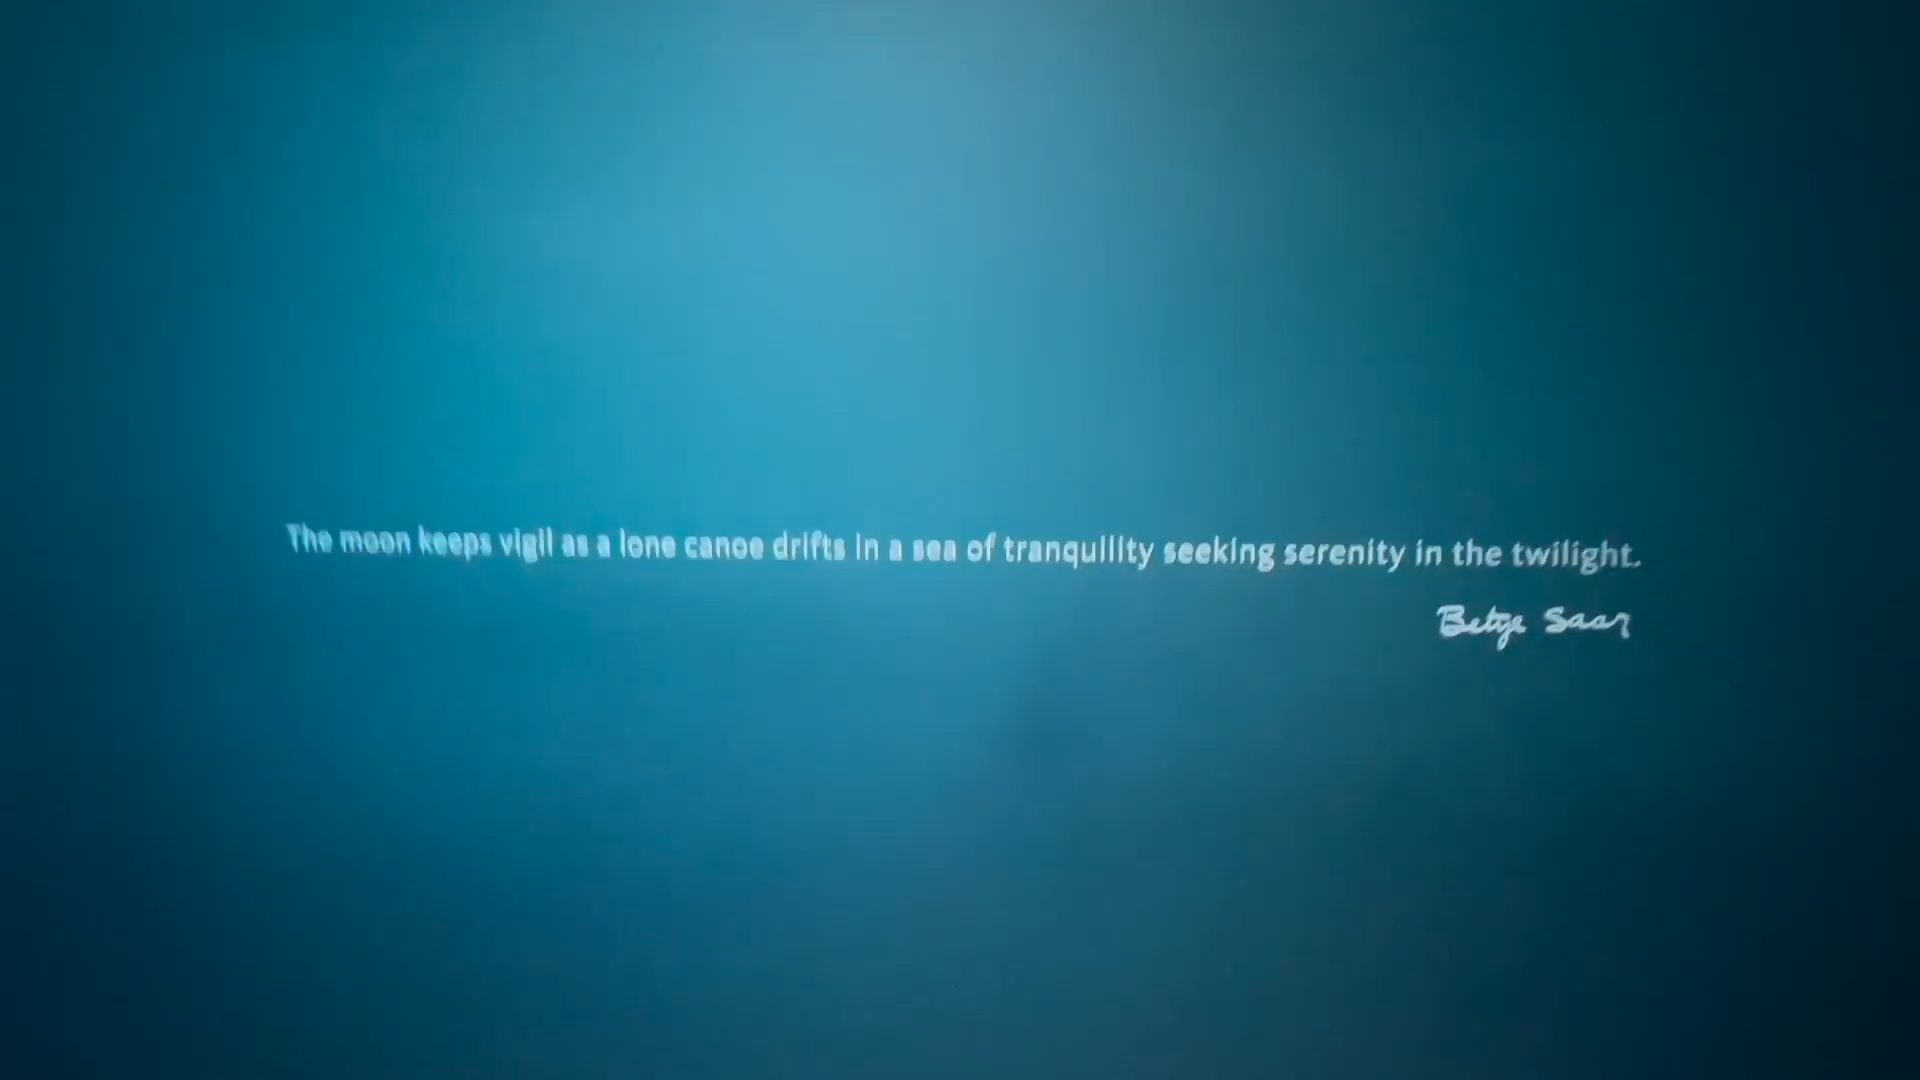 The moon keeps vigil as a lone canoe drifts in a sea of tranquility seeking serenity in the twilight.
Betye Saar